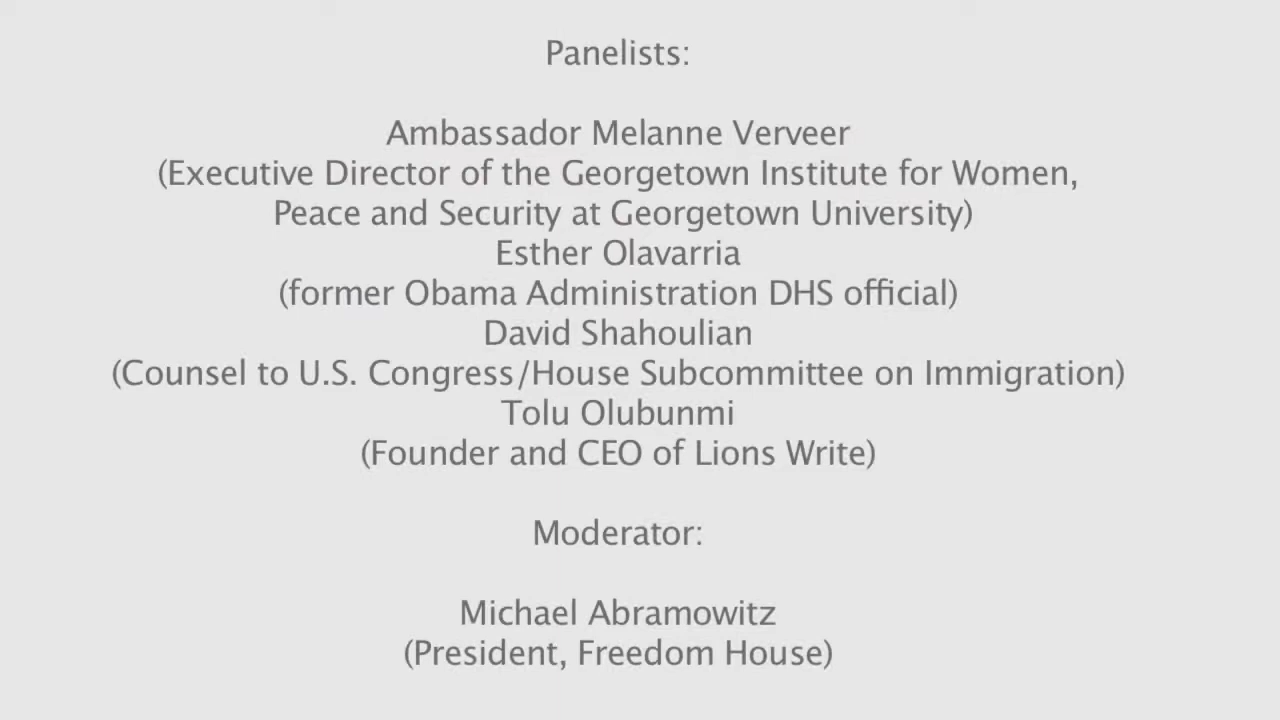 Panelists:
Ambassador Melanne Verveer
(Executive Director of the Georgetown Institute for Women,
Peace and Security at Georgetown University)
Esther Olavarria
(former Obama Administration DHS official)
David Shahoulian
(Counsel to U.S. Congress/House Subcommittee on Immigration)
Tolu Olubunmi
(Founder and CEO of Lions Write)
Moderator:
Michael Abramowitz
(President, Freedom House)